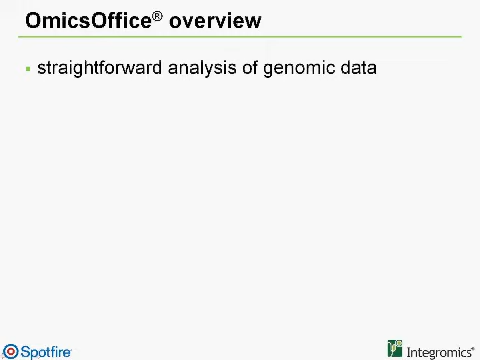 OmicsOffice® overview
straightforward analysis of genomic data
Spotfire
Integromics